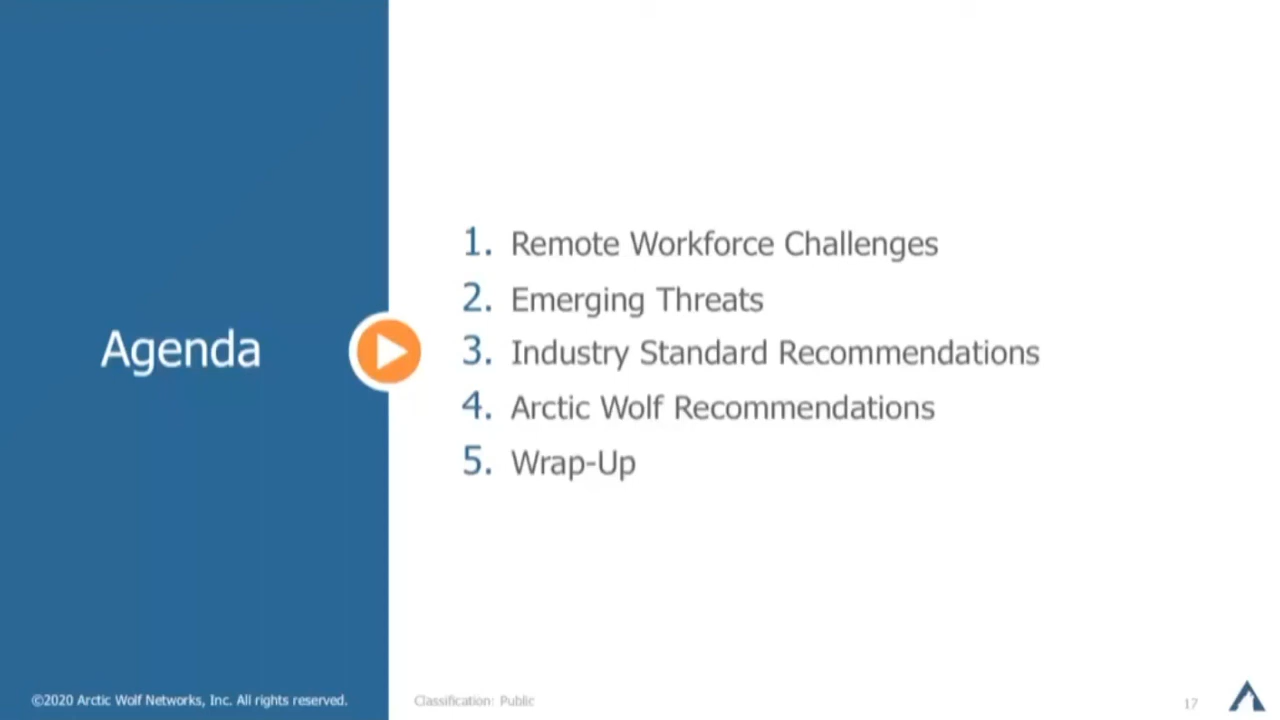 Agenda
1. Remote Workforce Challenges
2. Emerging Threats
3. Industry Standard Recommendations
4. Arctic Wolf Recommendations
5. Wrap-Up
©2020 Arctic Wolf Networks, Inc. All rights reserved.
Classification: Public
17